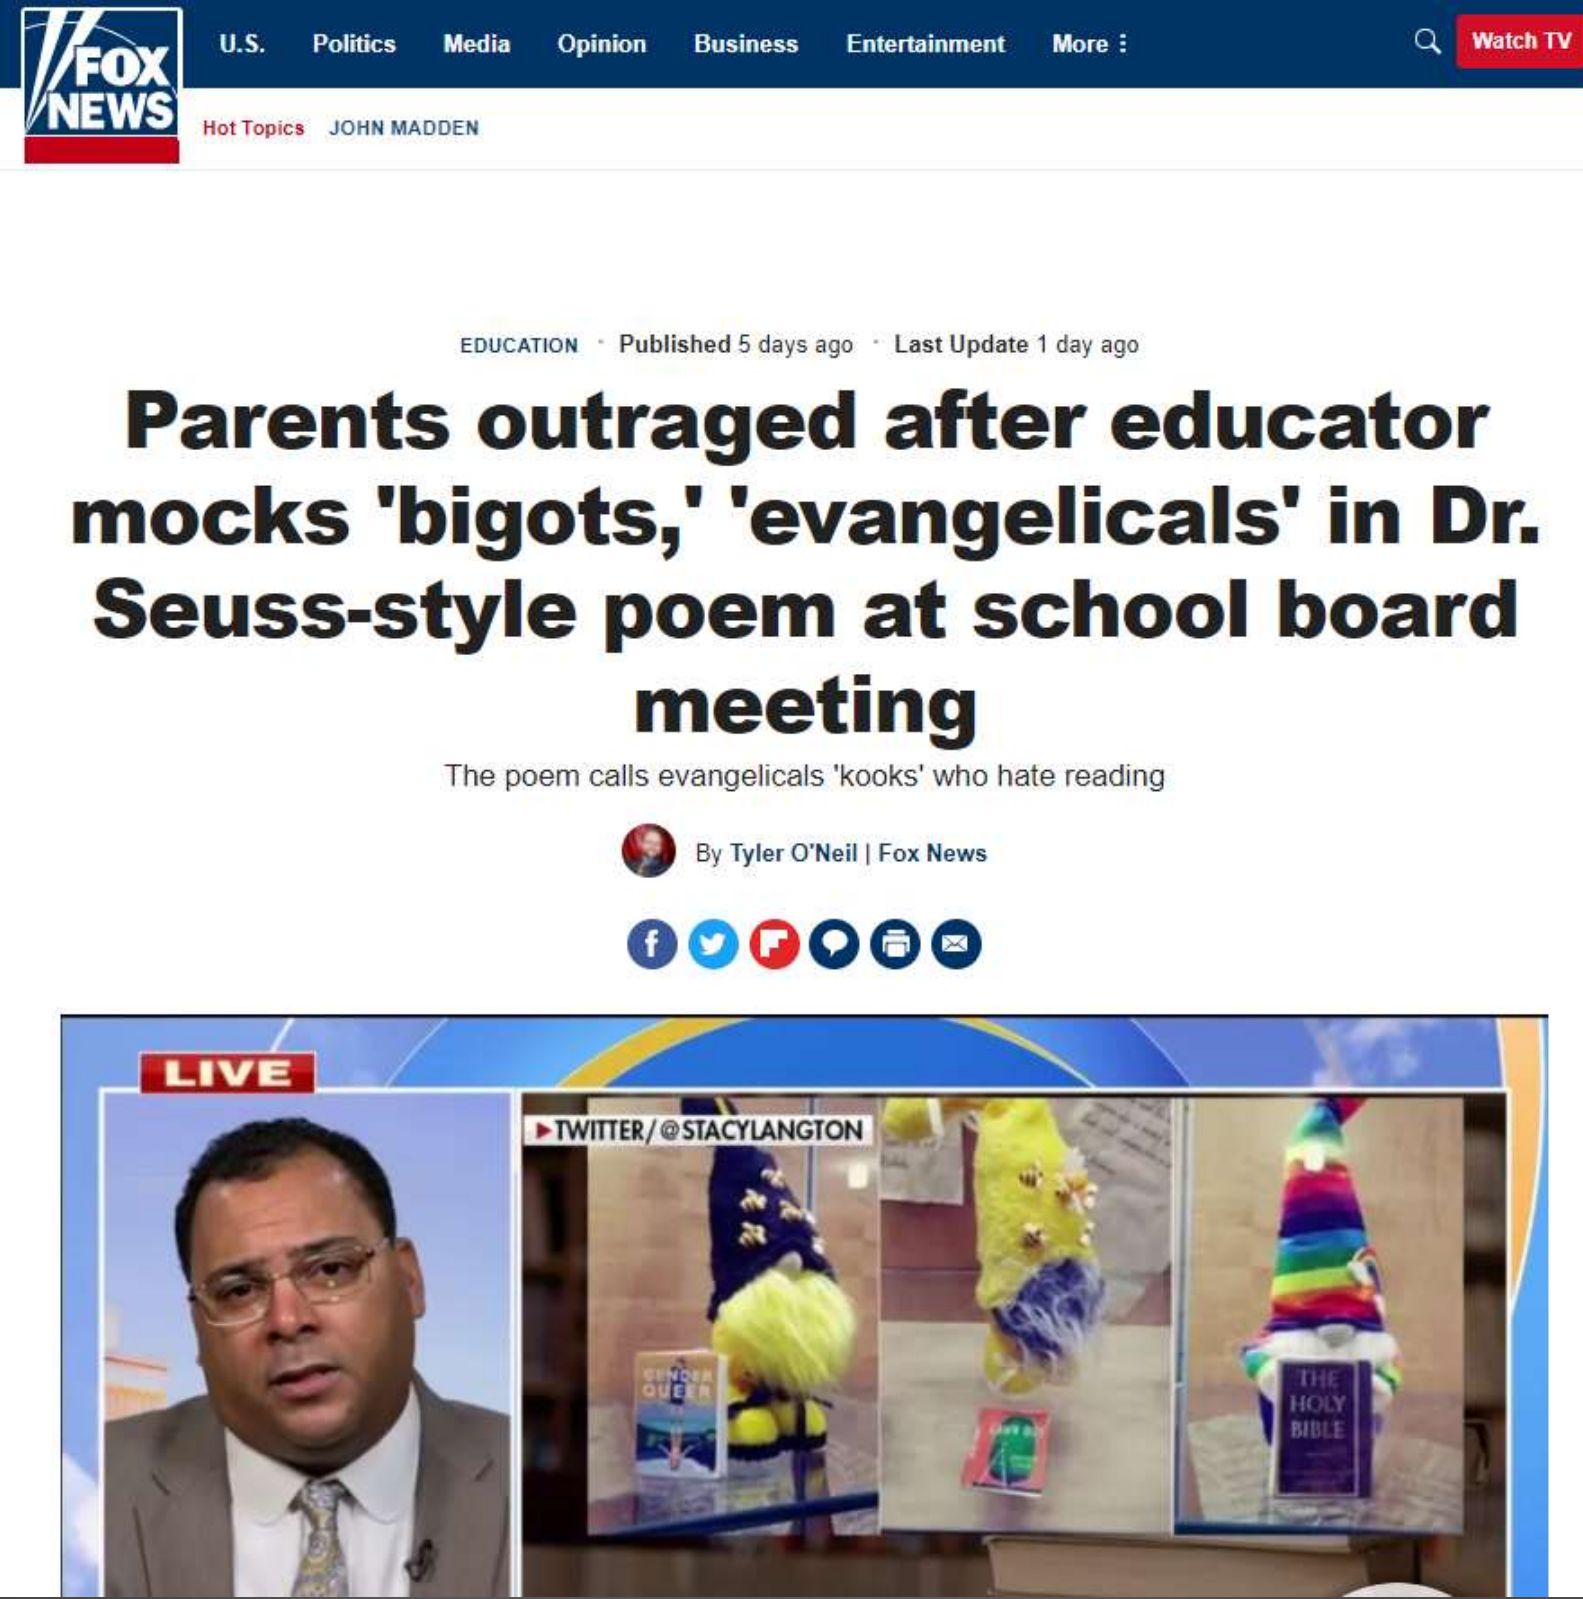 FOX
NEWS
U.S. Politics Media Opinion Business Entertainment More Watch TV
Hot Topics JOHN MADDEN
EDUCATION · Published 5 days ago · Last Update 1 day ago
Parents outraged after educator
mocks 'bigots,' 'evangelicals' in Dr.
Seuss-style poem at school board
meeting
The poem calls evangelicals 'kooks' who hate reading
By Tyler O'Neil | Fox News
LIVE
TWITTER/@STACYLANGTON
GENDER
QUEER
THE
HOLY
BIBLE